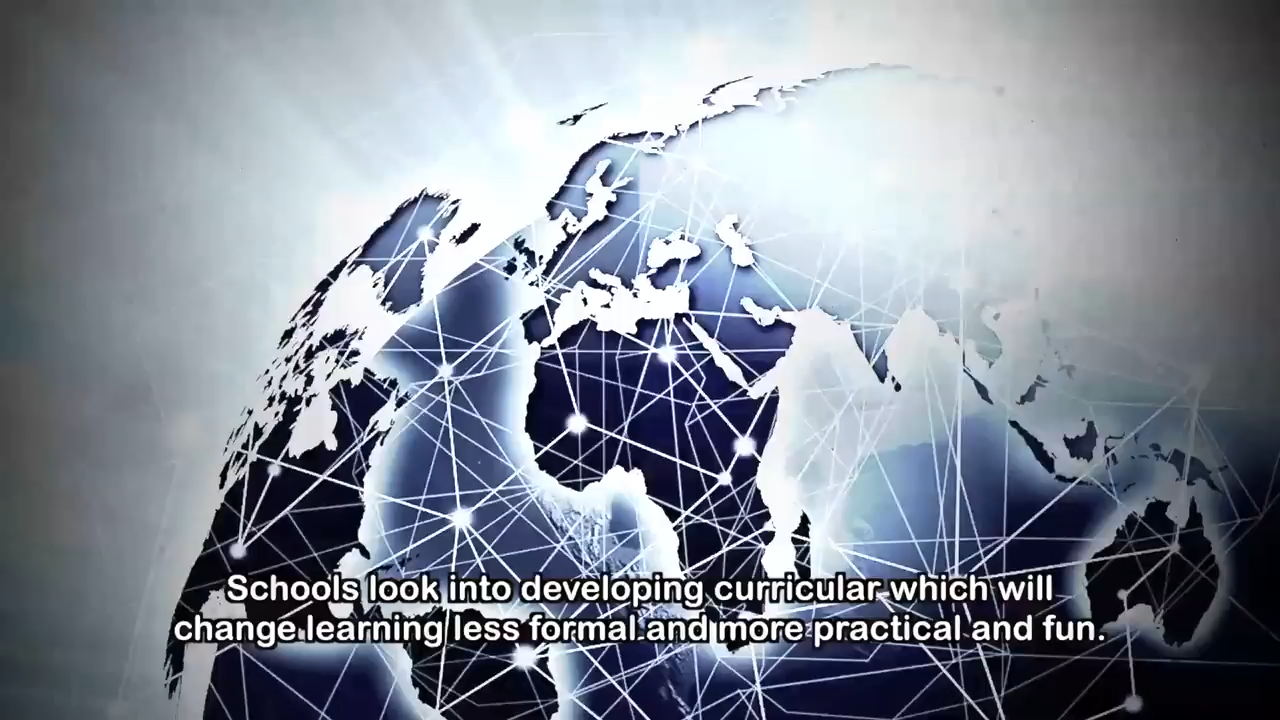 Schools look into developing curricular which will
change learning less formal and more practical and fun.